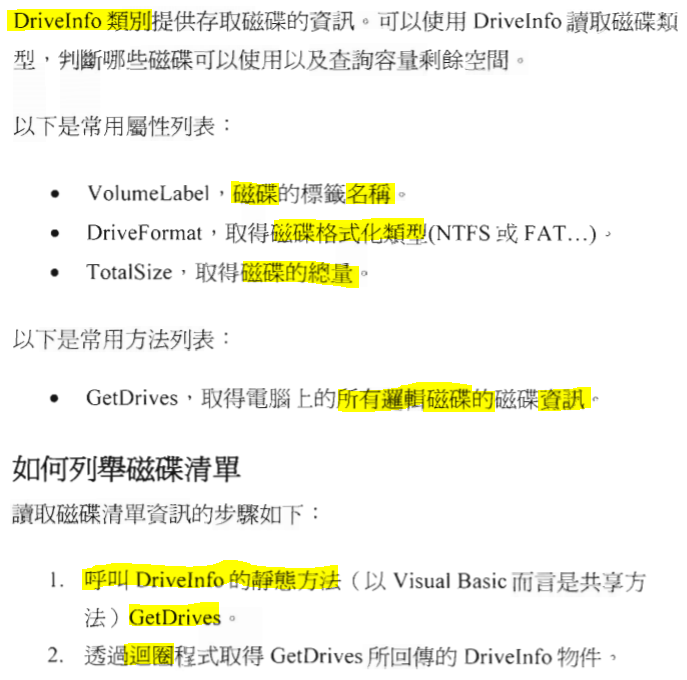 DriveInfo 類別提供存取磁碟的資訊。可以使用 DriveInfo 讀取磁碟類
型，判斷哪些磁碟可以使用以及查詢容量剩餘空間。
以下是常用屬性列表：
• VolumeLabel，磁碟的標籤名稱。
• DriveFormat，取得磁碟格式化類型(NTFS 或 FAT…)。
• TotalSize，取得磁碟的總量。
以下是常用方法列表：
• GetDrives，取得電腦上的所有邏輯磁碟的磁碟資訊。
如何列舉磁碟清單
讀取磁碟清單資訊的步驟如下：
1. 呼叫 DriveInfo 的靜態方法（以 Visual Basic 而言是共享方
法）GetDrives。
2. 透過迴圈程式取得 GetDrives 所回傳的 DriveInfo 物件。